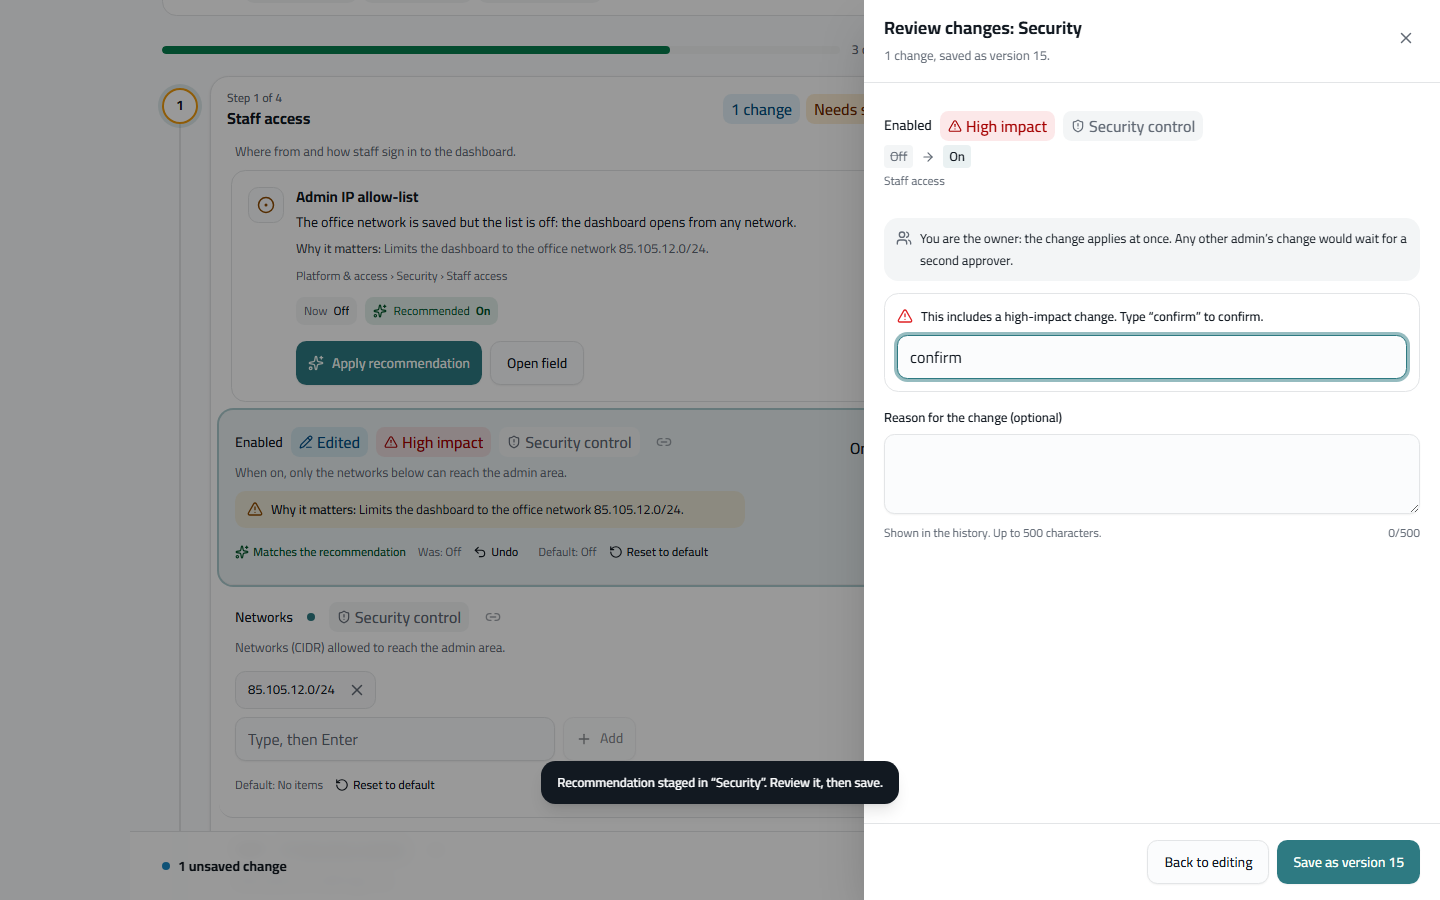 3
1
Step 1 of 4
Staff access
1 change
Needs
Where from and how staff sign in to the dashboard.
Admin IP allow-list
The office network is saved but the list is off: the dashboard opens from any network.
Why it matters: Limits the dashboard to the office network 85.105.12.0/24.
Platform & access › Security › Staff access
Now Off
Recommended On
Apply recommendation
Open field
Enabled
Edited
High impact
Security control
When on, only the networks below can reach the admin area.
Why it matters: Limits the dashboard to the office network 85.105.12.0/24.
Matches the recommendation
Was: Off
Undo
Default: Off
Reset to default
Networks
Security control
Networks (CIDR) allowed to reach the admin area.
85.105.12.0/24
Type, then Enter
Add
Default: No items
Reset to default
Recommendation staged in “Security”. Review it, then save.
1 unsaved change
Review changes: Security
1 change, saved as version 15.
Enabled
High impact
Security control
Off → On
Staff access
You are the owner: the change applies at once. Any other admin’s change would wait for a
second approver.
This includes a high-impact change. Type “confirm” to confirm.
confirm
Reason for the change (optional)
Shown in the history. Up to 500 characters.
0/500
Back to editing
Save as version 15